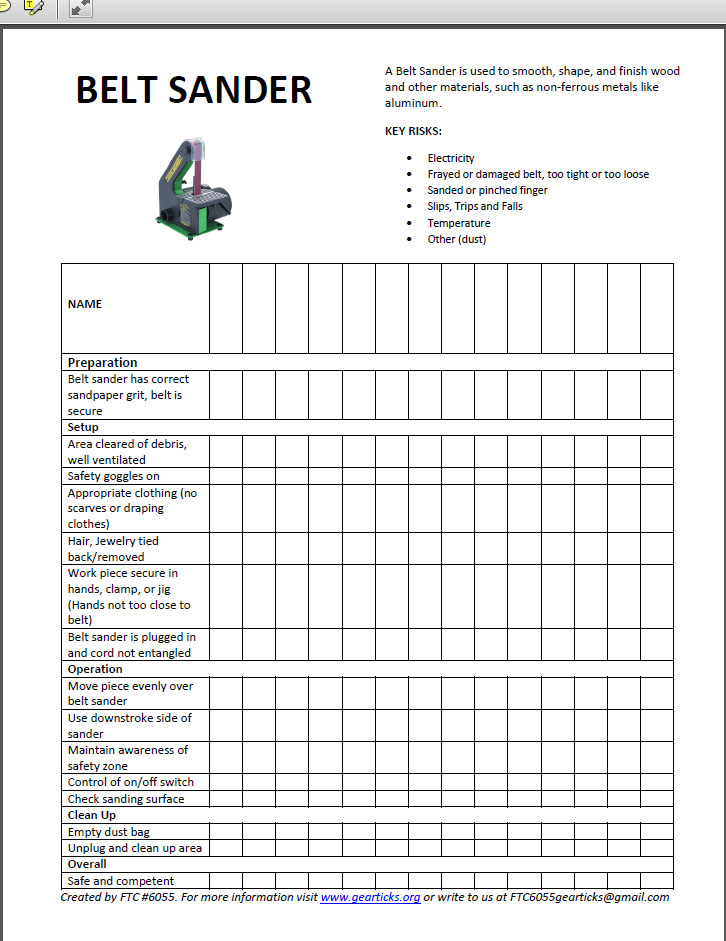 BELT SANDER
A Belt Sander is used to smooth, shape, and finish wood
and other materials, such as non-ferrous metals like
aluminum.
KEY RISKS:
• Electricity
• Frayed or damaged belt, too tight or too loose
• Sanded or pinched finger
• Slips, Trips and Falls
• Temperature
• Other (dust)
NAME
Preparation
Belt sander has correct
sandpaper grit, belt is
secure
Setup
Area cleared of debris,
well ventilated
Safety goggles on
Appropriate clothing (no
scarves or draping
clothes)
Hair, Jewelry tied
back/removed
Work piece secure in
hands, clamp, or jig
(Hands not too close to
belt)
Belt sander is plugged in
and cord not entangled
Operation
Move piece evenly over
belt sander
Use downstroke side of
sander
Maintain awareness of
safety zone
Control of on/off switch
Check sanding surface
Clean Up
Empty dust bag
Unplug and clean up area
Overall
Safe and competent
Created by FTC #6055. For more information visit www.gearticks.org or write to us at FTC6055gearticks@gmail.com